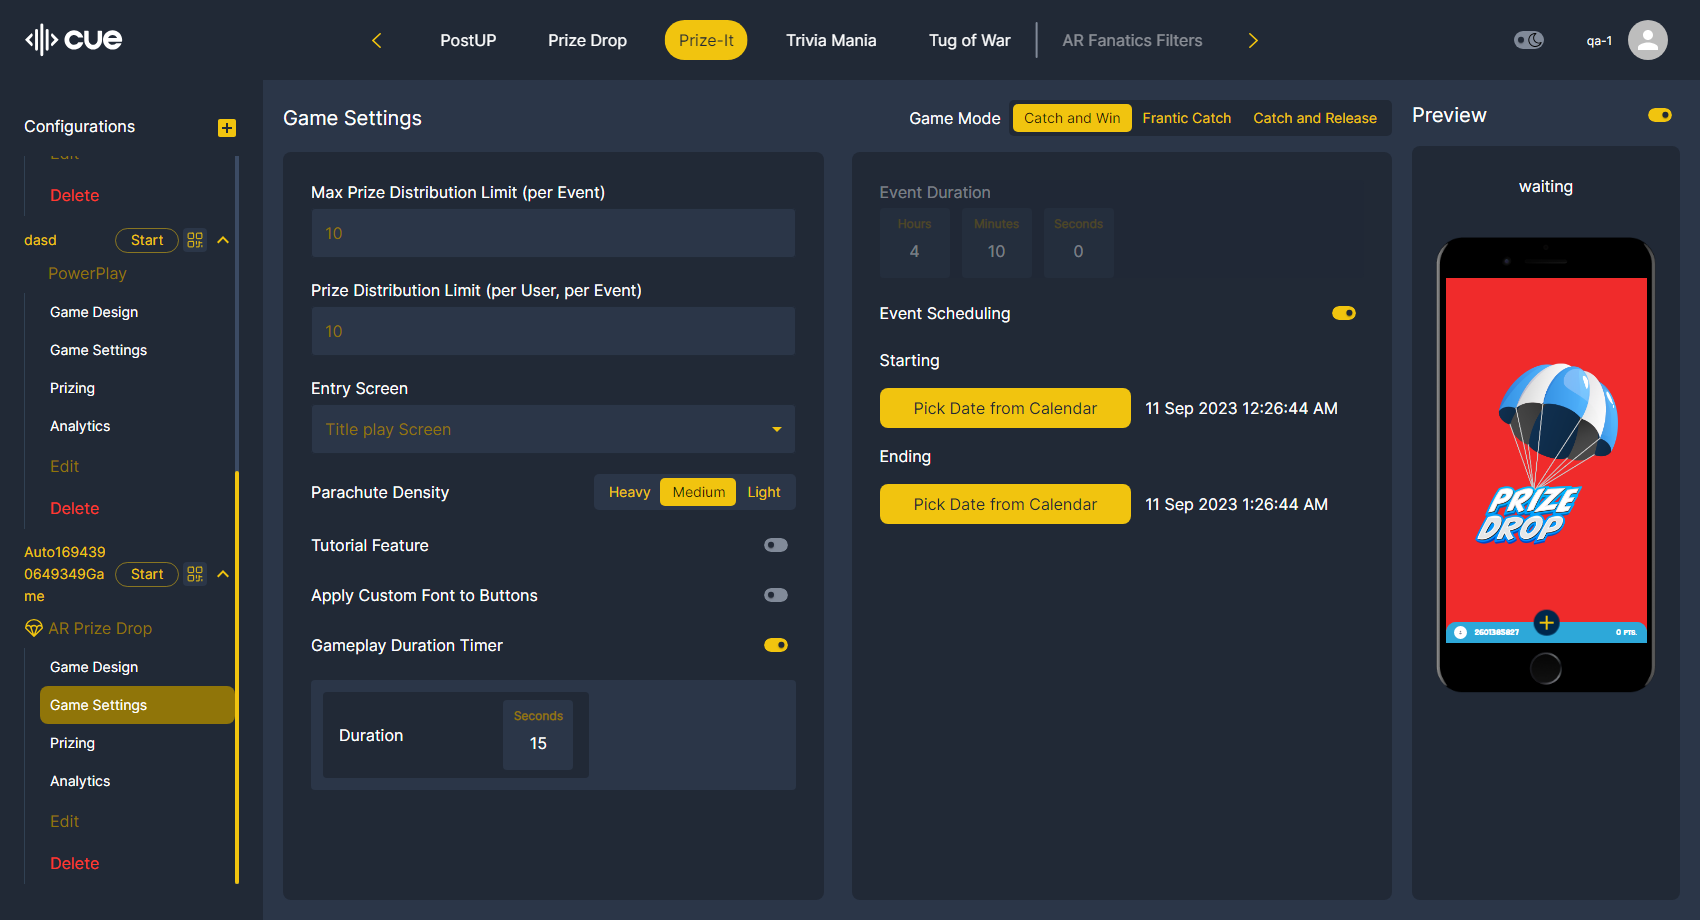 cue
PostUP
Prize Drop
Prize-It
Trivia Mania
Tug of War
AR Fanatics Filters
qa-1
Configurations
Edit
Delete
dasd
Start
PowerPlay
Game Design
Game Settings
Prizing
Analytics
Edit
Delete
Auto169439
0649349Ga
me
Start
AR Prize Drop
Game Design
Game Settings
Prizing
Analytics
Edit
Delete
Game Settings
Game Mode
Catch and Win
Frantic Catch
Catch and Release
Max Prize Distribution Limit (per Event)
10
Prize Distribution Limit (per User, per Event)
10
Entry Screen
Title play Screen
Parachute Density
Heavy
Medium
Light
Tutorial Feature
Apply Custom Font to Buttons
Gameplay Duration Timer
Duration
Seconds
15
Event Duration
Hours
4
Minutes
10
Seconds
0
Event Scheduling
Starting
Pick Date from Calendar
11 Sep 2023 12:26:44 AM
Ending
Pick Date from Calendar
11 Sep 2023 1:26:44 AM
Preview
waiting
PRIZE
DROP
2601365827
0 PTS.